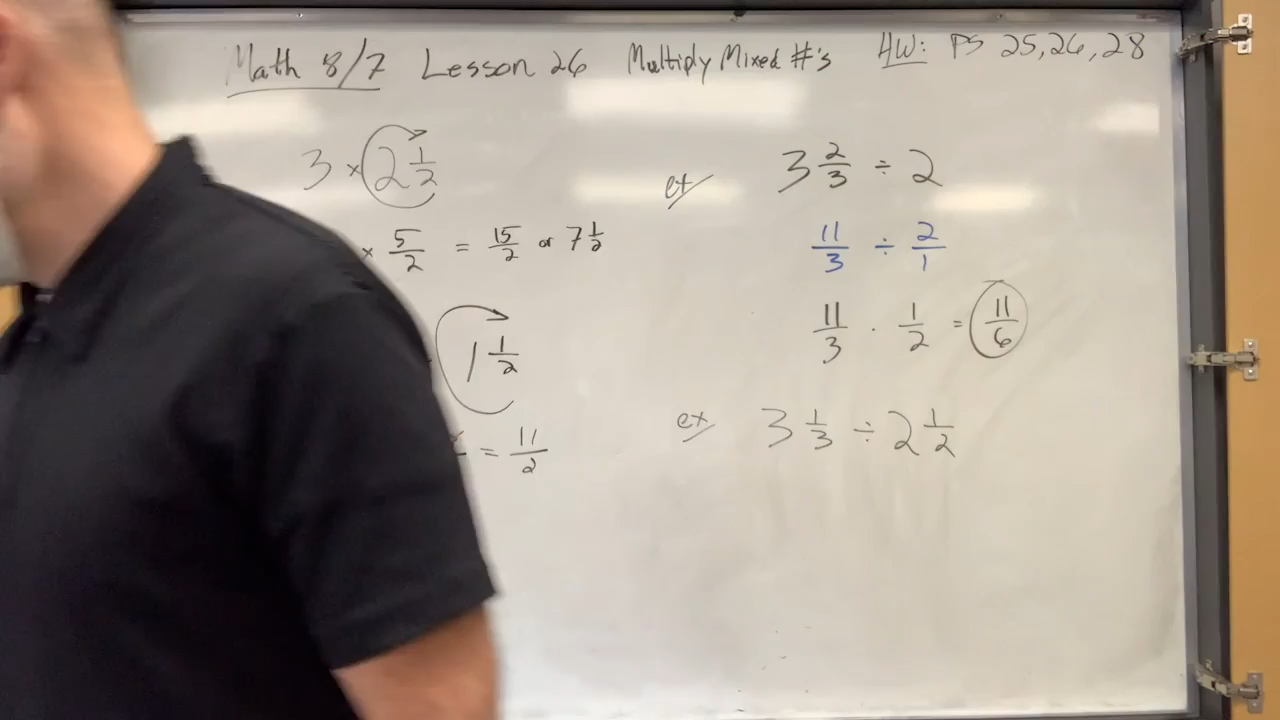 Math 8/7 Lesson 26 Multiply Mixed #'s HW: PS 25, 26, 28
3 × 2 1/2
× 5/2 = 15/2 or 7 1/2
1 1/2
= 11/2
ex 3 2/3 ÷ 2
11/3 ÷ 2/1
11/3 · 1/2 = 11/6
ex 3 1/3 ÷ 2 1/2